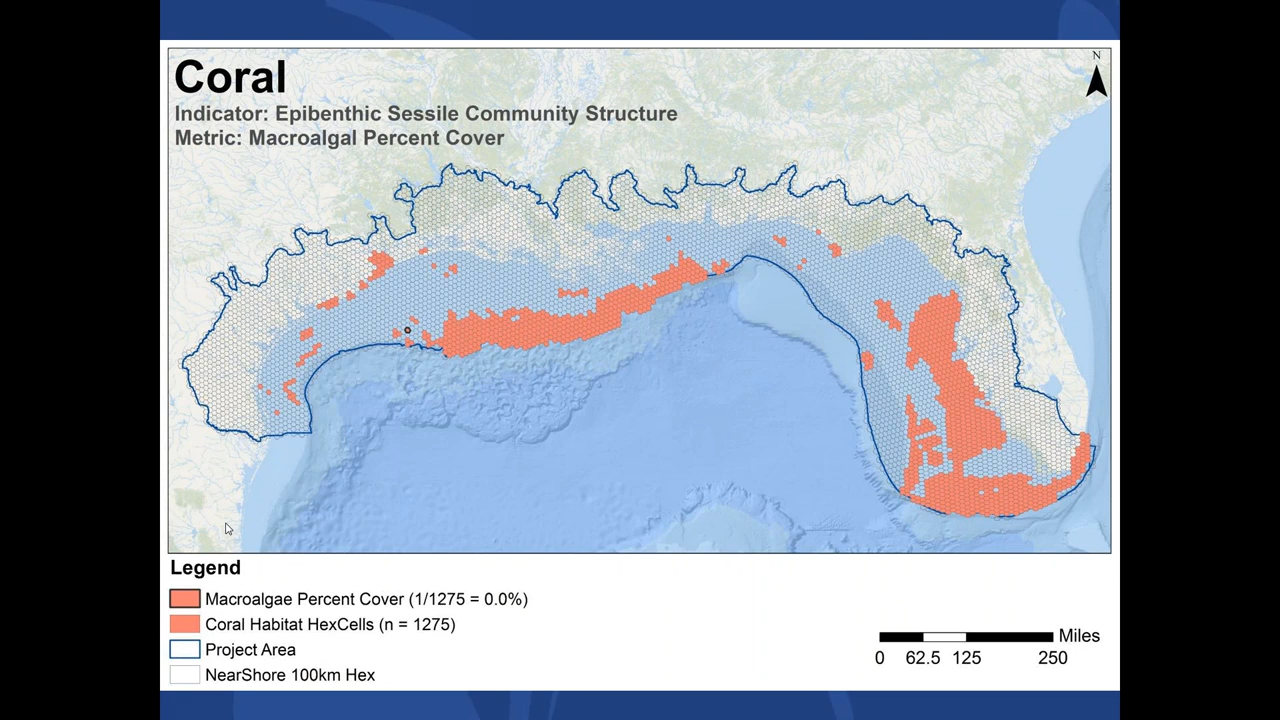 Coral
Indicator: Epibenthic Sessile Community Structure
Metric: Macroalgal Percent Cover
N
Legend
Macroalgae Percent Cover (1/1275 = 0.0%)
Coral Habitat HexCells (n = 1275)
Project Area
NearShore 100km Hex
Miles
0 62.5 125 250